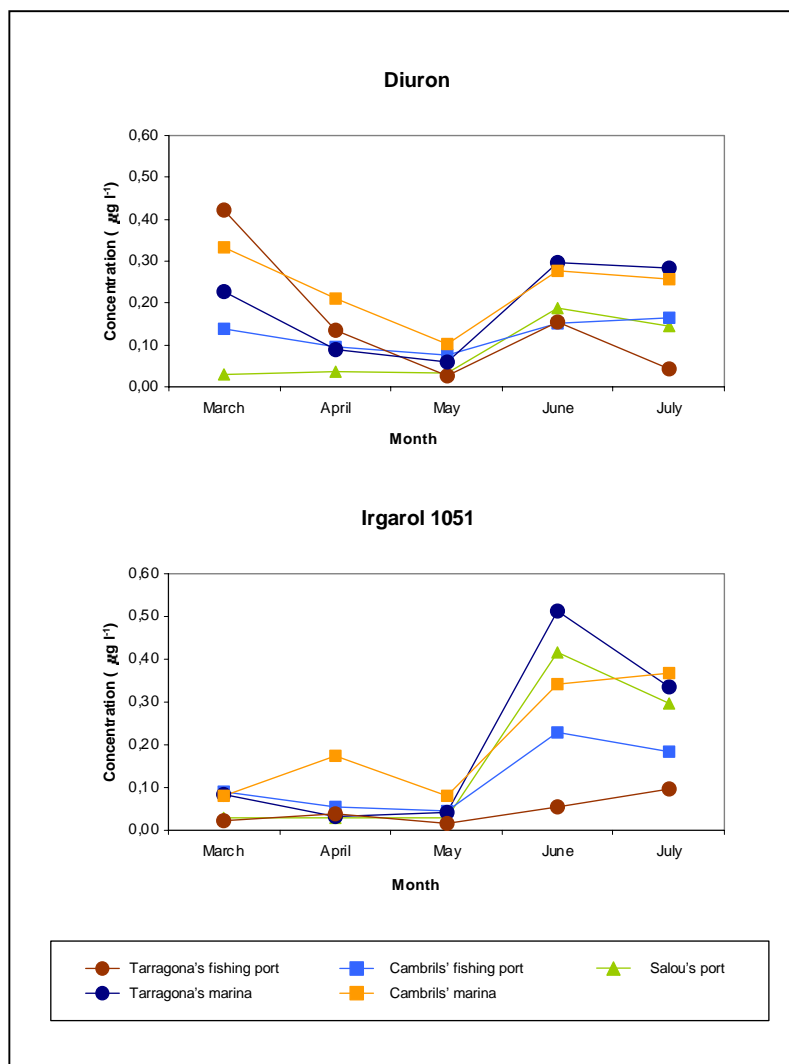 Diuron
0,60
0,50
0,40
0,30
0,20
0,10
0,00
Concentration ( µg l-1)
March April May June July
Month
Irgarol 1051
0,60
0,50
0,40
0,30
0,20
0,10
0,00
Concentration ( µg l-1)
March April May June July
Month
Tarragona's fishing port Cambrils' fishing port Salou's port
Tarragona's marina Cambrils' marina